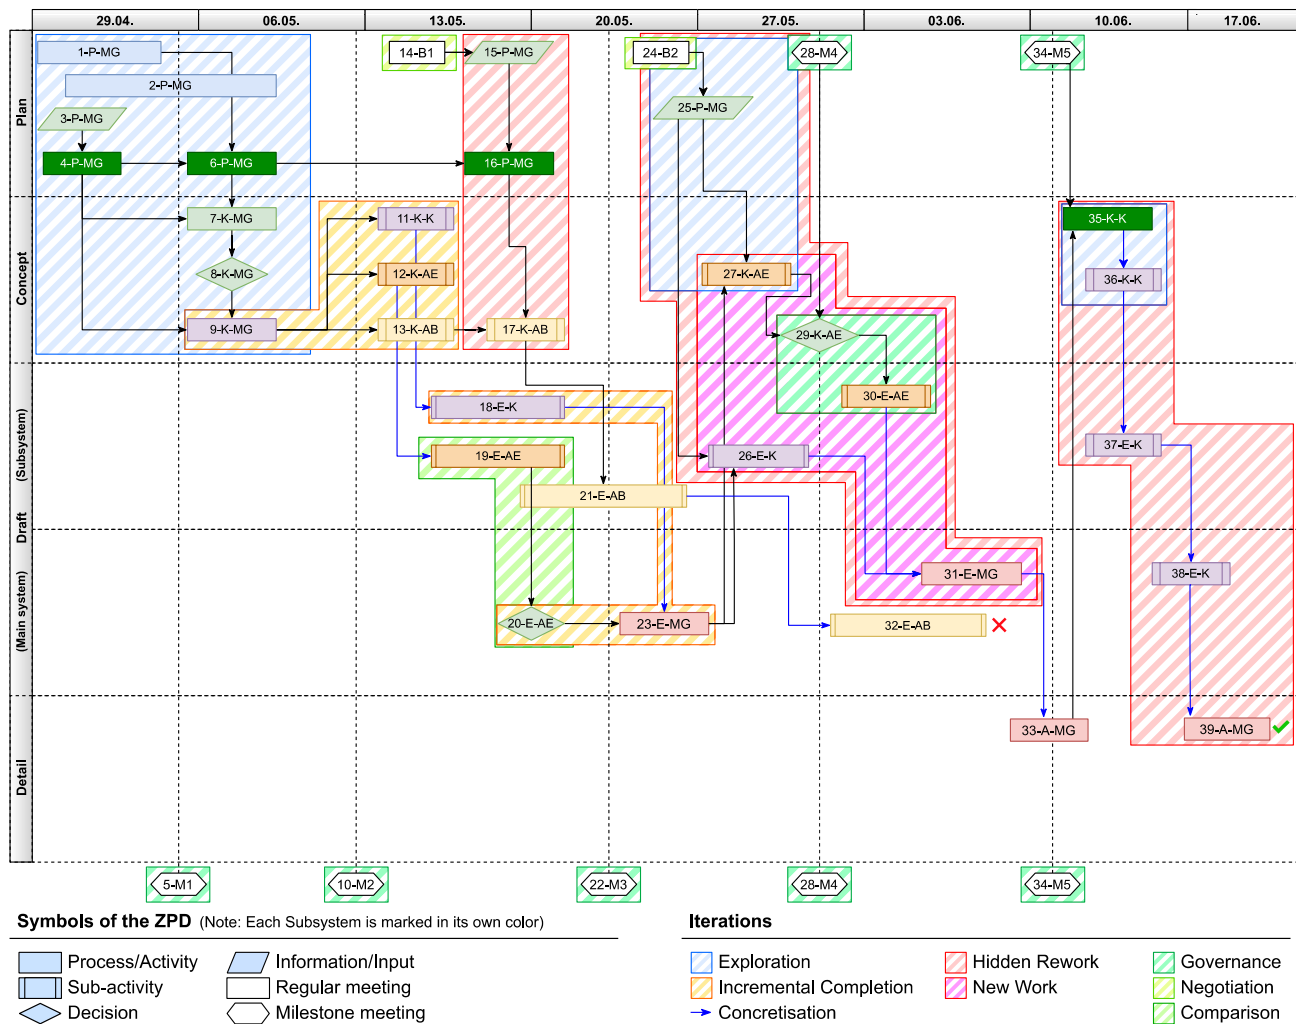 29.04. 06.05. 13.05. 20.05. 27.05. 03.06. 10.06. 17.06.
Plan
1-P-MG
14-B1
15-P-MG
24-B2
28-M4
34-M5
2-P-MG
25-P-MG
3-P-MG
4-P-MG
6-P-MG
16-P-MG
Concept
7-K-MG
11-K-K
35-K-K
8-K-MG
12-K-AE
27-K-AE
36-K-K
9-K-MG
13-K-AB
17-K-AB
29-K-AE
Draft
(Subsystem)
30-E-AE
18-E-K
37-E-K
19-E-AE
26-E-K
21-E-AB
(Main system)
31-E-MG
38-E-K
20-E-AE
23-E-MG
32-E-AB
Detail
33-A-MG
39-A-MG
5-M1
10-M2
22-M3
28-M4
34-M5
Symbols of the ZPD (Note: Each Subsystem is marked in its own color)
Process/Activity
Information/Input
Sub-activity
Regular meeting
Decision
Milestone meeting
Iterations
Exploration
Hidden Rework
Governance
Incremental Completion
New Work
Negotiation
Concretisation
Comparison